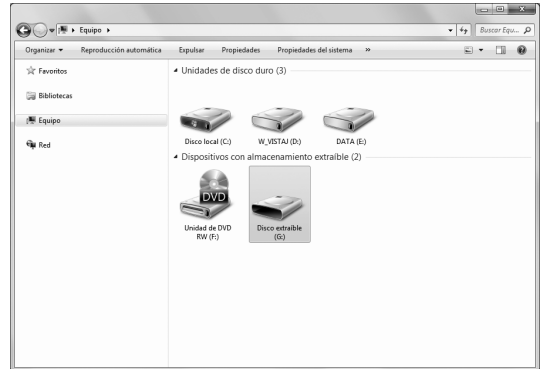 Equipo
Buscar Equ...
Organizar
Reproducción automática
Expulsar
Propiedades
Propiedades del sistema
»
Favoritos
Bibliotecas
Equipo
Red
Unidades de disco duro (3)
Disco local (C:)
W_VISTAJ (D:)
DATA (E:)
Dispositivos con almacenamiento extraíble (2)
DVD
Unidad de DVD
RW (F:)
Disco extraíble
(G:)